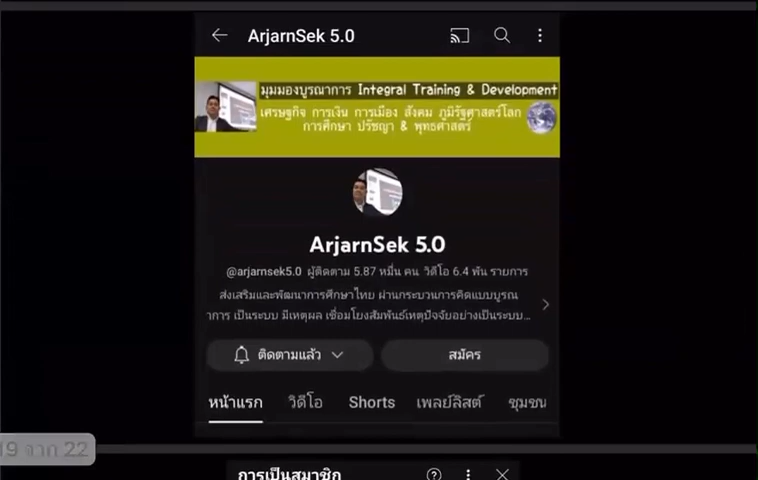 ArjarnSek 5.0
มุมมองบูรณาการ Integral Training & Development
เศรษฐกิจ การเงิน การเมือง สังคม ภูมิรัฐศาสตร์โลก
การศึกษา ปรัชญา & พุทธศาสตร์
ArjarnSek 5.0
@arjarnsek5.0 ผู้ติดตาม 5.87 หมื่น คน วิดีโอ 6.4 พัน รายการ
ส่งเสริมและพัฒนาการศึกษาไทย ผ่านกระบวนการคิดแบบบูรณ
าการ เป็นระบบ มีเหตุผล เชื่อมโยงสัมพันธ์เหตุปัจจัยอย่างเป็นระบบ...
ติดตามแล้ว สมัคร
หน้าแรก วิดีโอ Shorts เพลย์ลิสต์ ชุมชน
19 จาก 22
การเป็นสมาชิก